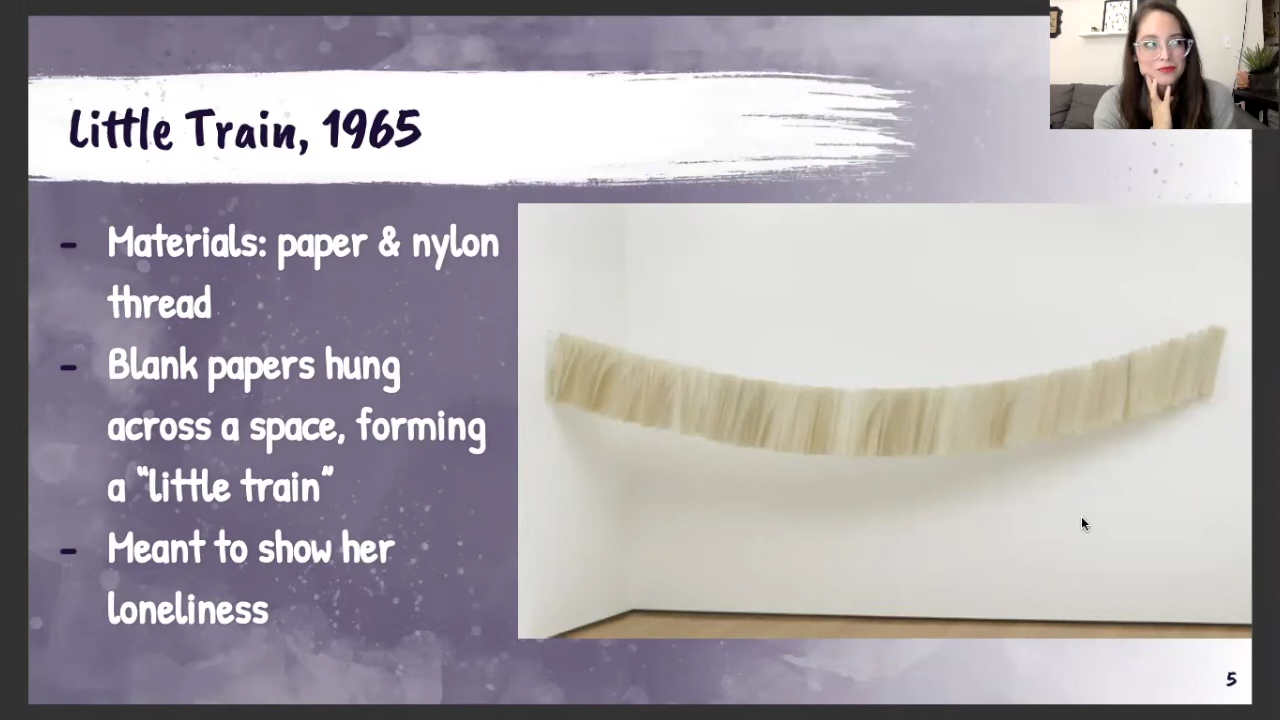 Little Train, 1965
- Materials: paper & nylon
thread
- Blank papers hung
across a space, forming
a “little train”
- Meant to show her
loneliness
5